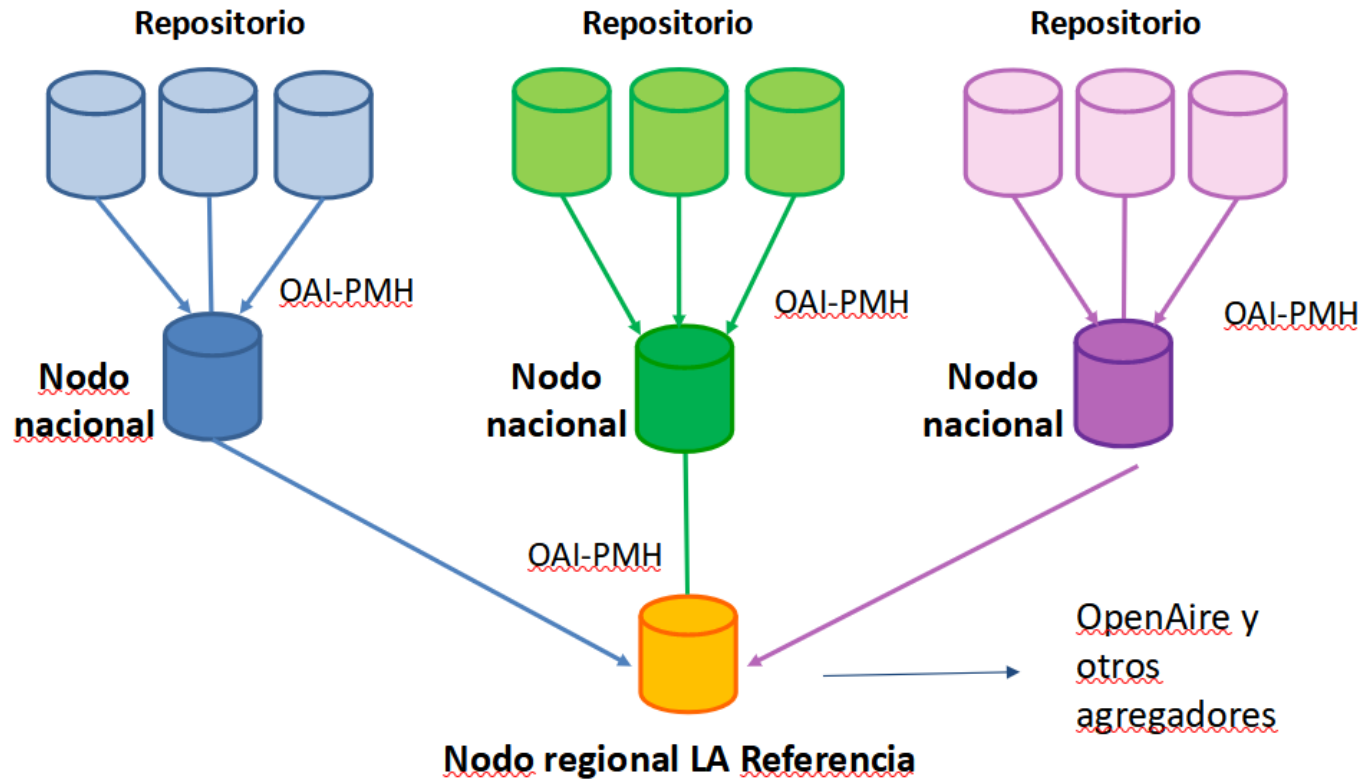 Repositorio
Repositorio
Repositorio
OAI-PMH
OAI-PMH
OAI-PMH
Nodo
nacional
Nodo
nacional
Nodo
nacional
OAI-PMH
OpenAire y
otros
agregadores
Nodo regional LA Referencia